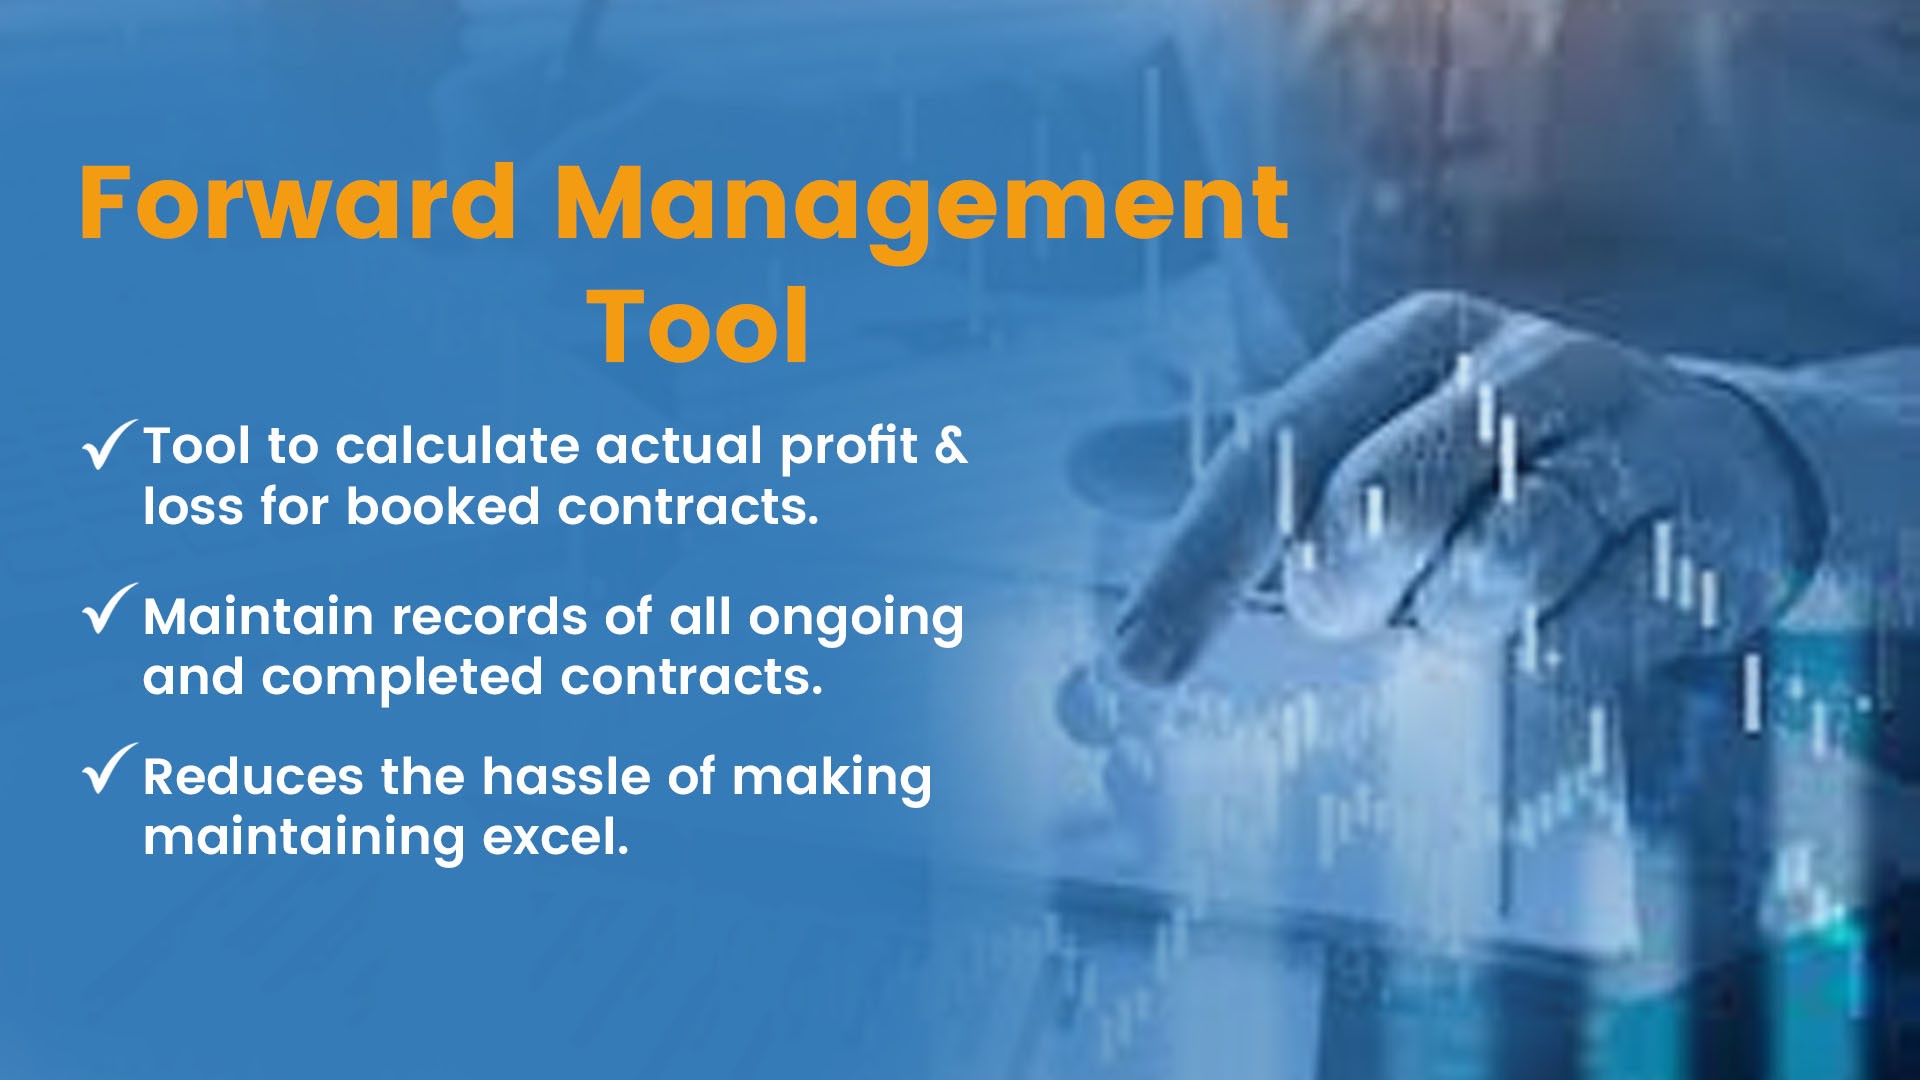 Forward Management
Tool
Tool to calculate actual profit &
loss for booked contracts.
Maintain records of all ongoing
and completed contracts.
Reduces the hassle of making
maintaining excel.